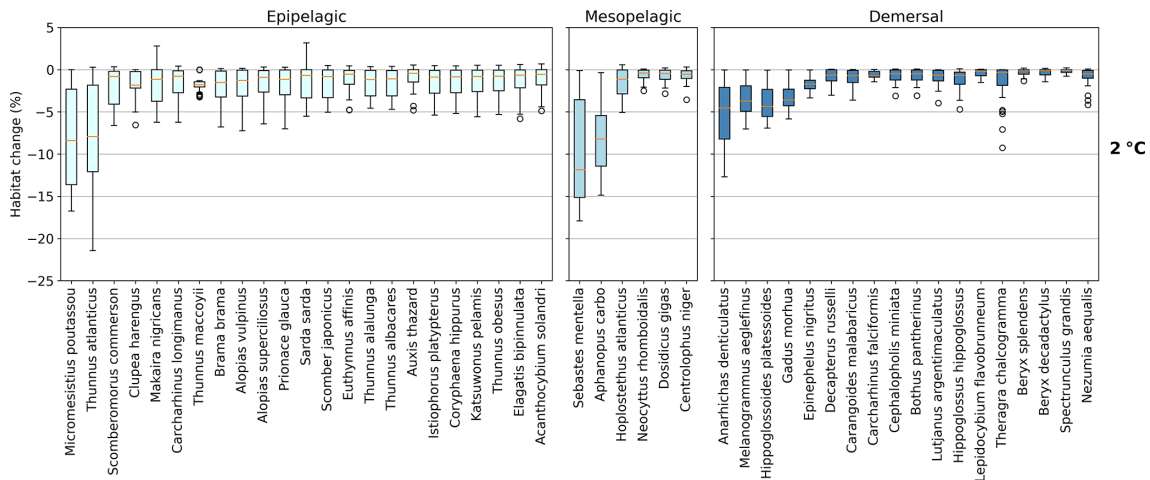 Epipelagic
Mesopelagic
Demersal
Habitat change (%)
5
0
−5
−10
−15
−20
−25
2 °C
Micromesistius poutassou
Thunnus atlanticus
Scomberomorus commerson
Clupea harengus
Makaira nigricans
Carcharhinus longimanus
Thunnus maccoyii
Brama brama
Alopias vulpinus
Alopias superciliosus
Prionace glauca
Sarda sarda
Scomber japonicus
Euthynnus affinis
Thunnus alalunga
Thunnus albacares
Auxis thazard
Istiophorus platypterus
Coryphaena hippurus
Katsuwonus pelamis
Thunnus obesus
Elagatis bipinnulata
Acanthocybium solandri
Sebastes mentella
Aphanopus carbo
Hoplostethus atlanticus
Neocyttus rhomboidalis
Dosidicus gigas
Centrolophus niger
Anarhichas denticulatus
Melanogrammus aeglefinus
Hippoglossoides platessoides
Gadus morhua
Epinephelus nigritus
Decapterus russelli
Carangoides malabaricus
Carcharhinus falciformis
Cephalopholis miniata
Bothus pantherinus
Lutjanus argentimaculatus
Hippoglossus hippoglossus
Lepidocybium flavobrunneum
Theragra chalcogramma
Beryx splendens
Beryx decadactylus
Spectrunculus grandis
Nezumia aequalis